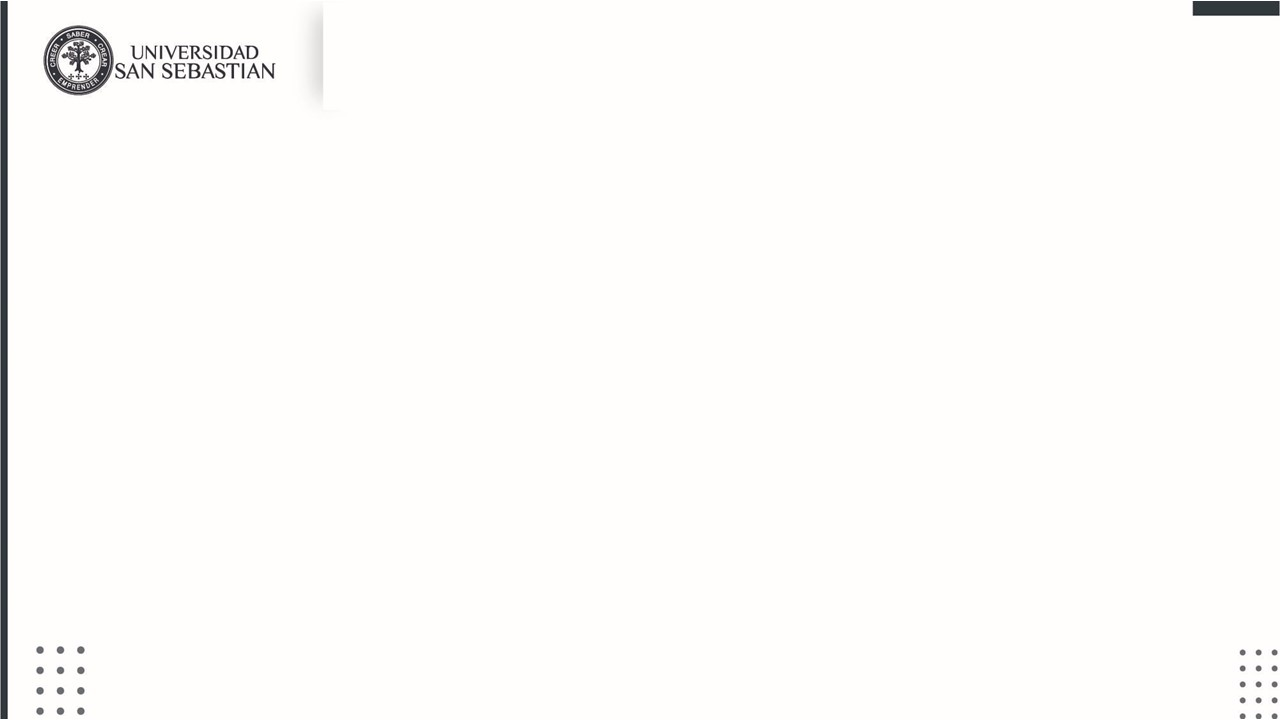 SABER
CREER
CREAR
EMPRENDER
UNIVERSIDAD
SAN SEBASTIAN